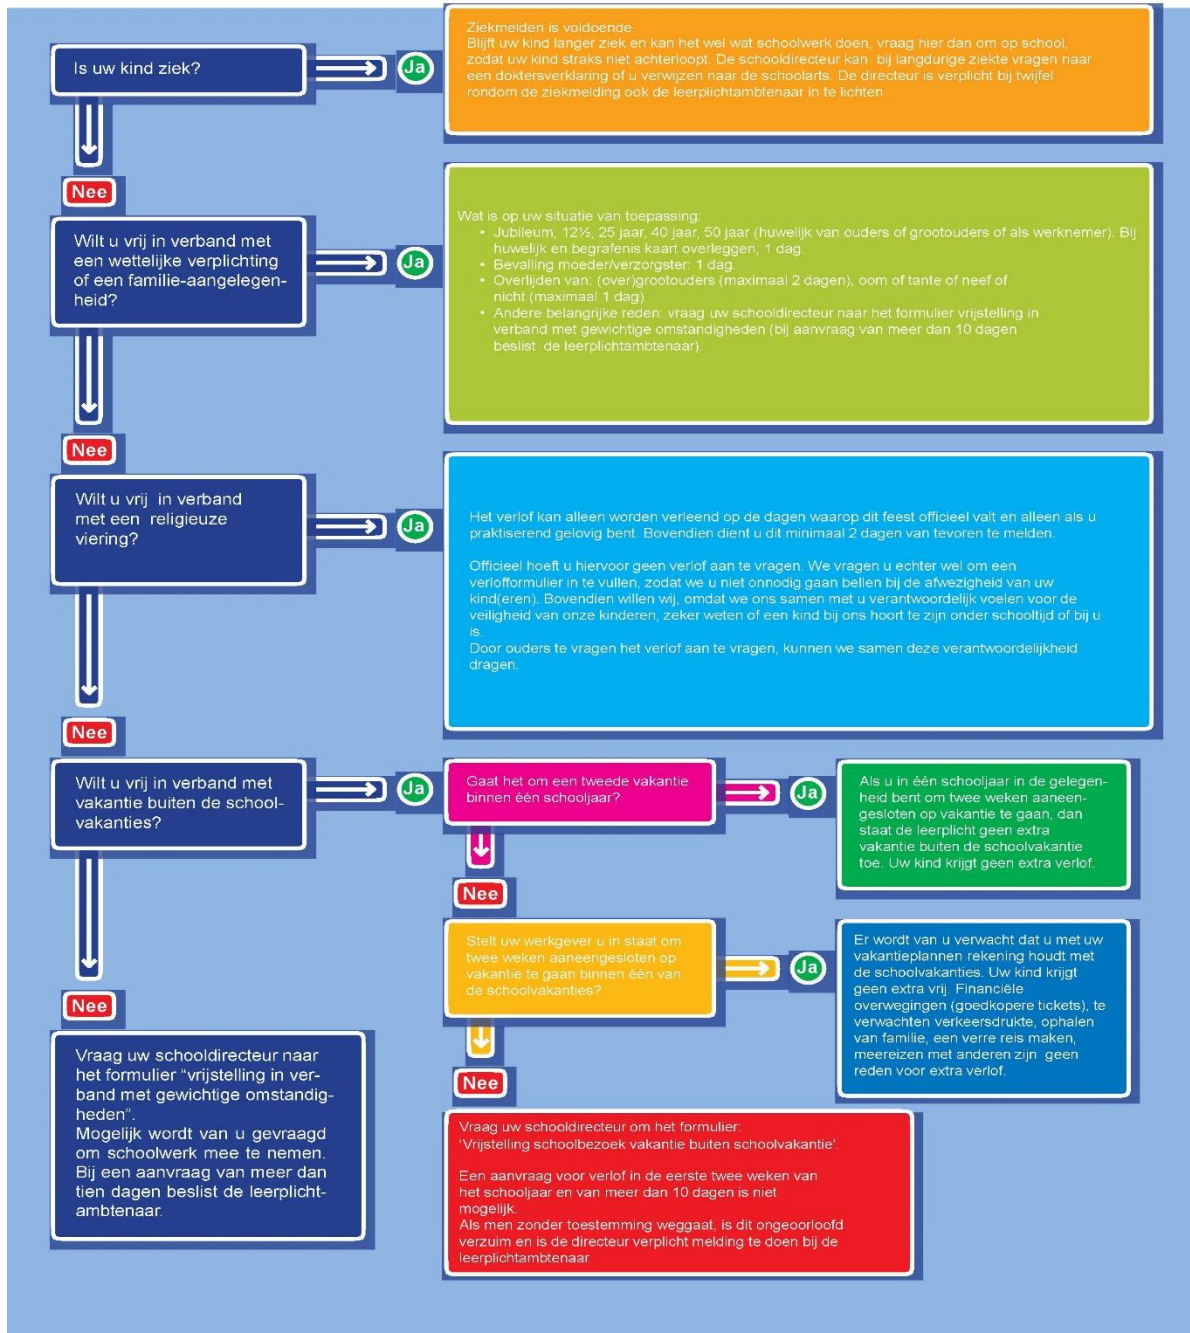 Is uw kind ziek?
Ja
Ziekmelden is voldoende
Blijft uw kind langer ziek en kan het wel wat schoolwerk doen, vraag hier dan om op school,
zodat uw kind straks niet achterloopt. De schooldirecteur kan bij langdurige ziekte vragen naar
een doktersverklaring of u verwijzen naar de schoolarts. De directeur is verplicht bij twijfel
rondom de ziekmelding ook de leerplichtambtenaar in te lichten.
Nee
Wilt u vrij in verband met
een wettelijke verplichting
of een familie-aangelegen-
heid?
Ja
Wat is op uw situatie van toepassing:
• Jubileum, 12½, 25 jaar, 40 jaar, 50 jaar (huwelijk van ouders of grootouders of als werknemer). Bij
huwelijk en begrafenis kaart overleggen; 1 dag.
• Bevalling moeder/verzorgster: 1 dag.
• Overlijden van: (over)grootouders (maximaal 2 dagen), oom of tante of neef of
nicht (maximaal 1 dag)
• Andere belangrijke reden: vraag uw schooldirecteur naar het formulier vrijstelling in
verband met gewichtige omstandigheden (bij aanvraag van meer dan 10 dagen
beslist de leerplichtambtenaar).
Nee
Wilt u vrij in verband
met een religieuze
viering?
Ja
Het verlof kan alleen worden verleend op de dagen waarop dit feest officieel valt en alleen als u
praktiserend gelovig bent. Bovendien dient u dit minimaal 2 dagen van tevoren te melden.
Officieel hoeft u hiervoor geen verlof aan te vragen. We vragen u echter wel om een
verlofformulier in te vullen, zodat we u niet onnodig gaan bellen bij de afwezigheid van uw
kind(eren). Bovendien willen wij, omdat we ons samen met u verantwoordelijk voelen voor de
veiligheid van onze kinderen, zeker weten of een kind bij ons hoort te zijn onder schooltijd of bij u
is.
Door ouders te vragen het verlof aan te vragen, kunnen we samen deze verantwoordelijkheid
dragen.
Nee
Wilt u vrij in verband met
vakantie buiten de school-
vakanties?
Ja
Gaat het om een tweede vakantie
binnen één schooljaar?
Ja
Als u in één schooljaar in de gelegen-
heid bent om twee weken aaneen-
gesloten op vakantie te gaan, dan
staat de leerplicht geen extra
vakantie buiten de schoolvakantie
toe. Uw kind krijgt geen extra verlof.
Nee
Stelt uw werkgever u in staat om
twee weken aaneengesloten op
vakantie te gaan binnen één van
de schoolvakanties?
Ja
Er wordt van u verwacht dat u met uw
vakantieplannen rekening houdt met
de schoolvakanties. Uw kind krijgt
geen extra vrij. Financiële
overwegingen (goedkopere tickets), te
verwachten verkeersdrukte, ophalen
van familie, een verre reis maken,
meereizen met anderen zijn geen
reden voor extra verlof.
Nee
Vraag uw schooldirecteur naar
het formulier “vrijstelling in ver-
band met gewichtige omstandig-
heden”.
Mogelijk wordt van u gevraagd
om schoolwerk mee te nemen.
Bij een aanvraag van meer dan
tien dagen beslist de leerplicht-
ambtenaar.
Nee
Vraag uw schooldirecteur om het formulier:
‘Vrijstelling schoolbezoek vakantie buiten schoolvakantie’.
Een aanvraag voor verlof in de eerste twee weken van
het schooljaar en van meer dan 10 dagen is niet
mogelijk.
Als men zonder toestemming weggaat, is dit ongeoorloofd
verzuim en is de directeur verplicht melding te doen bij de
leerplichtambtenaar.